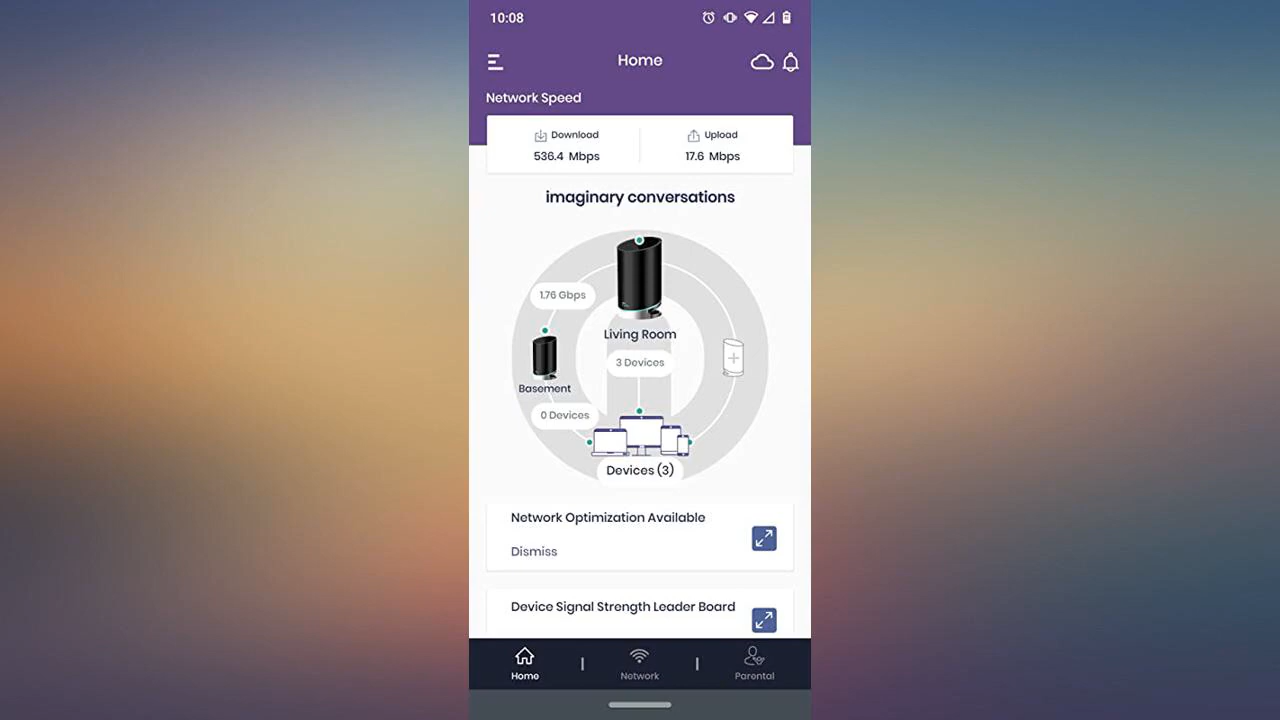 10:08
Home
Network Speed
Download
Upload
536.4 Mbps
17.6 Mbps
imaginary conversations
1.76 Gbps
Living Room
3 Devices
Basement
0 Devices
Devices (3)
Network Optimization Available
Dismiss
Device Signal Strength Leader Board
Home
Network
Parental